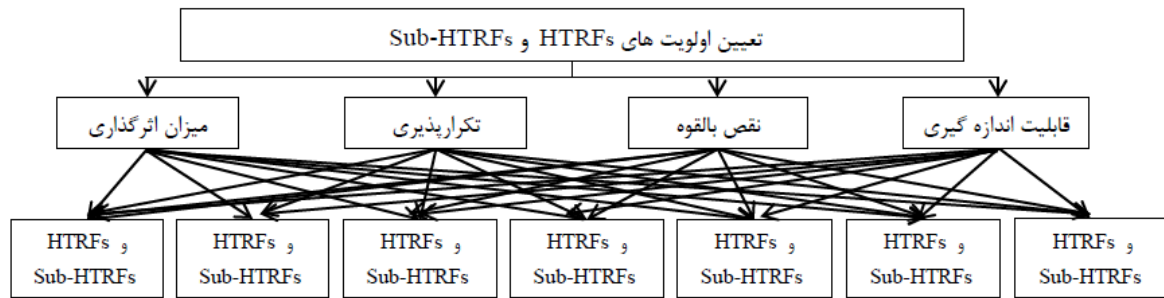 تعیین اولویت های HTRFs و Sub-HTRFs
قابلیت اندازه گیری
نقص بالقوه
تکرارپذیری
میزان اثرگذاری
HTRFs و
Sub-HTRFs
HTRFs و
Sub-HTRFs
HTRFs و
Sub-HTRFs
HTRFs و
Sub-HTRFs
HTRFs و
Sub-HTRFs
HTRFs و
Sub-HTRFs
HTRFs و
Sub-HTRFs